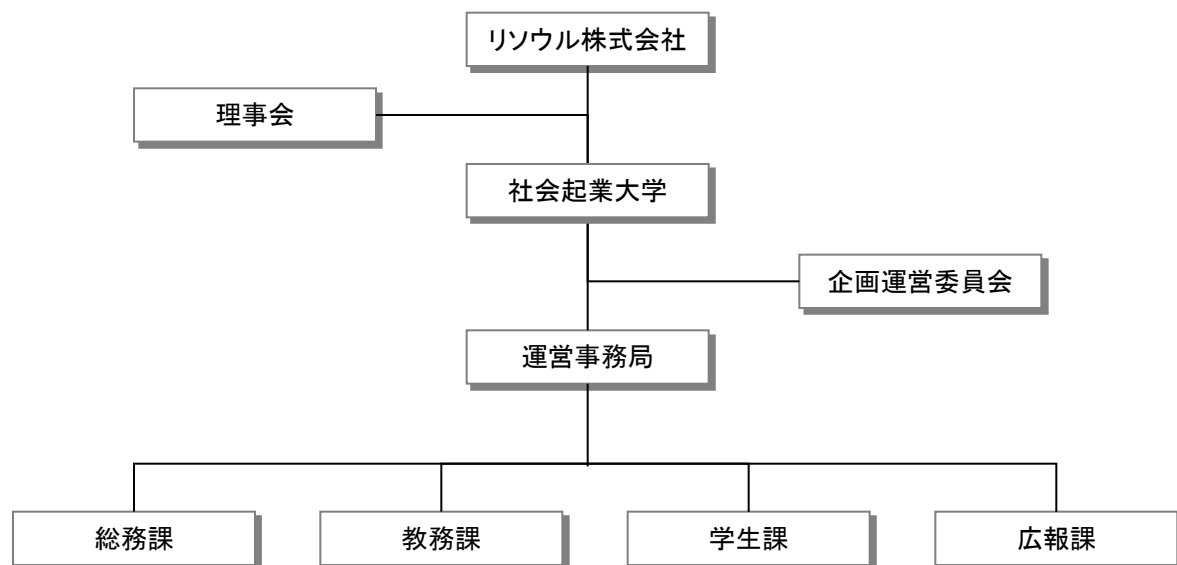 リソウル株式会社
理事会
社会起業大学
企画運営委員会
運営事務局
総務課
教務課
学生課
広報課